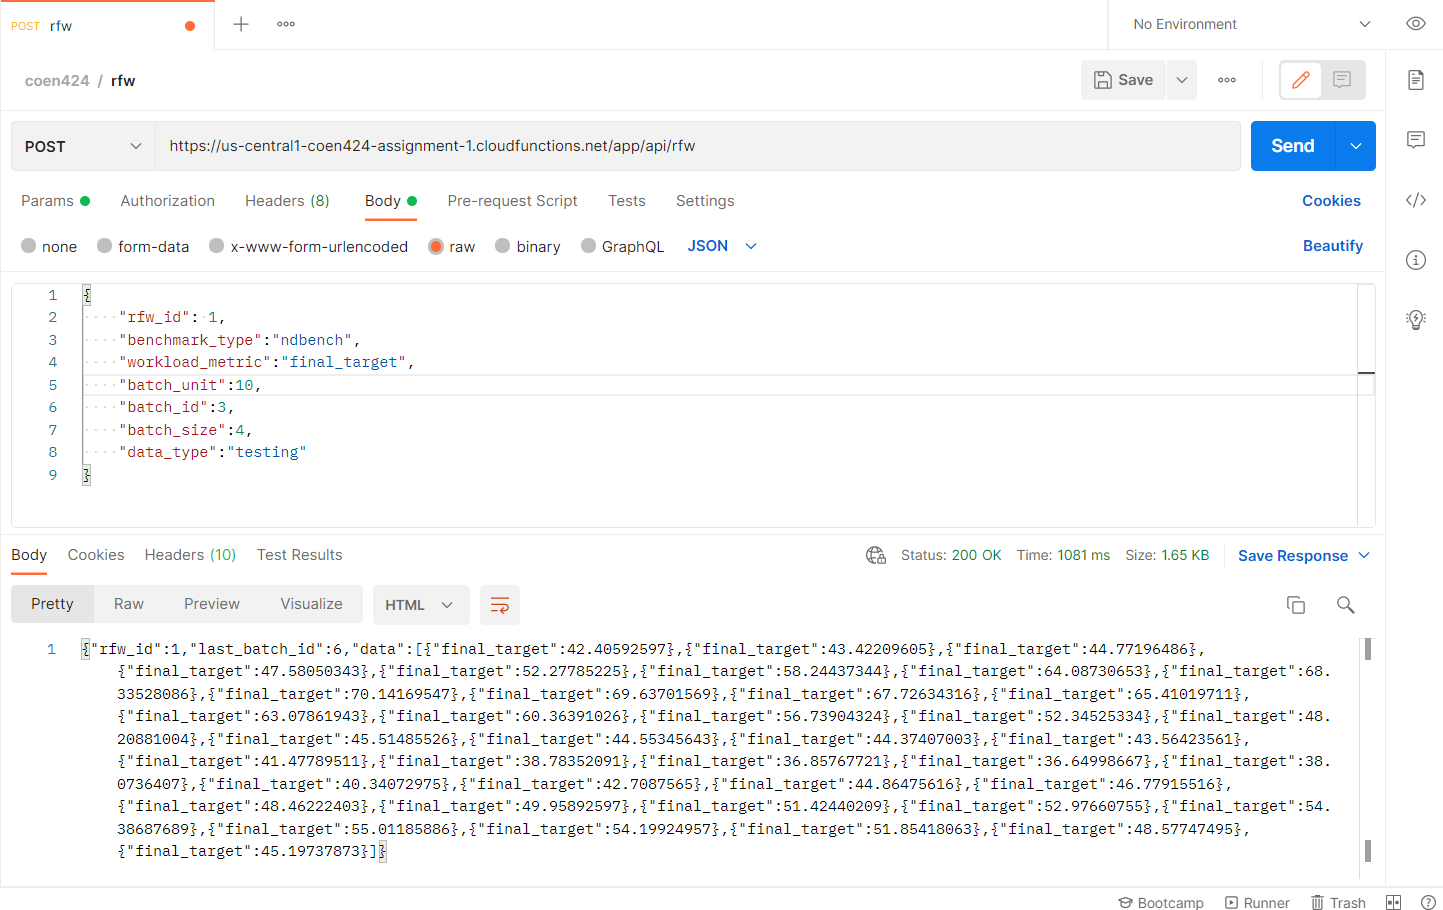 POST rfw
No Environment
coen424 / rfw
Save
POST
https://us-central1-coen424-assignment-1.cloudfunctions.net/app/api/rfw
Send
Params Authorization Headers (8) Body Pre-request Script Tests Settings Cookies
none form-data x-www-form-urlencoded raw binary GraphQL JSON Beautify
1 {
2 "rfw_id": 1,
3 "benchmark_type":"ndbench",
4 "workload_metric":"final_target",
5 "batch_unit":10,
6 "batch_id":3,
7 "batch_size":4,
8 "data_type":"testing"
9 }
Body Cookies Headers (10) Test Results Status: 200 OK Time: 1081 ms Size: 1.65 KB Save Response
Pretty Raw Preview Visualize HTML
1 {"rfw_id":1,"last_batch_id":6,"data":[{"final_target":42.40592597},{"final_target":43.42209605},{"final_target":44.77196486},
{"final_target":47.58050343},{"final_target":52.27785225},{"final_target":58.24437344},{"final_target":64.08730653},{"final_target":68.
33528086},{"final_target":70.14169547},{"final_target":69.63701569},{"final_target":67.72634316},{"final_target":65.41019711},
{"final_target":63.07861943},{"final_target":60.36391026},{"final_target":56.73904324},{"final_target":52.34525334},{"final_target":48.
20881004},{"final_target":45.51485526},{"final_target":44.55345643},{"final_target":44.37407003},{"final_target":43.56423561},
{"final_target":41.47789511},{"final_target":38.78352091},{"final_target":36.85767721},{"final_target":36.64998667},{"final_target":38.
0736407},{"final_target":40.34072975},{"final_target":42.7087565},{"final_target":44.86475616},{"final_target":46.77915516},
{"final_target":48.46222403},{"final_target":49.95892597},{"final_target":51.42440209},{"final_target":52.97660755},{"final_target":54.
38687689},{"final_target":55.01185886},{"final_target":54.19924957},{"final_target":51.85418063},{"final_target":48.57747495},
{"final_target":45.19737873}]}
Bootcamp Runner Trash